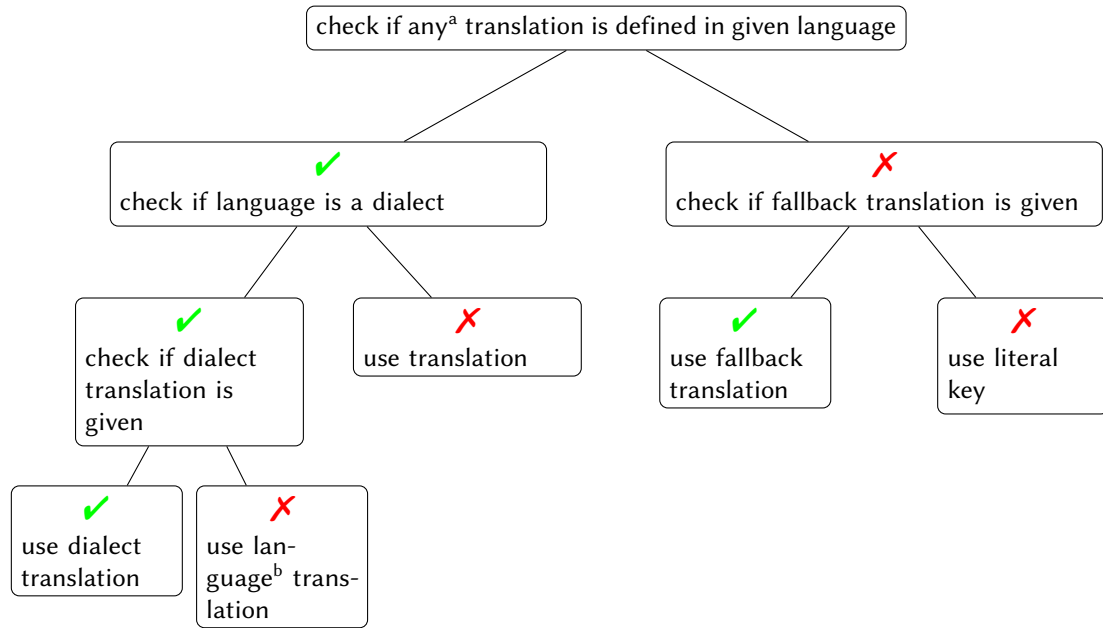 check if anyᵃ translation is defined in given language
✓
check if language is a dialect
✗
check if fallback translation is given
✓
check if dialect
translation is
given
✗
use translation
✓
use fallback
translation
✗
use literal
key
✓
use dialect
translation
✗
use lan-
guageᵇ trans-
lation